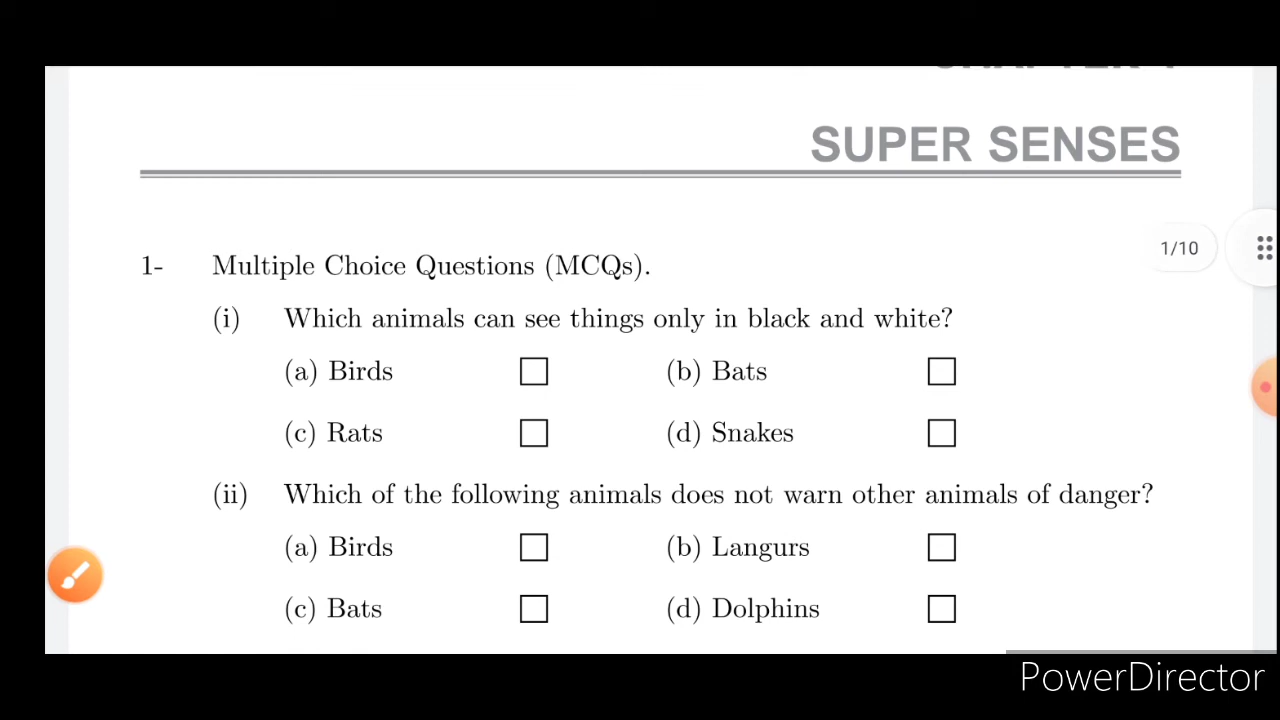 SUPER SENSES
1- Multiple Choice Questions (MCQs).
1/10
(i) Which animals can see things only in black and white?
(a) Birds (b) Bats
(c) Rats (d) Snakes
(ii) Which of the following animals does not warn other animals of danger?
(a) Birds (b) Langurs
(c) Bats (d) Dolphins
PowerDirector